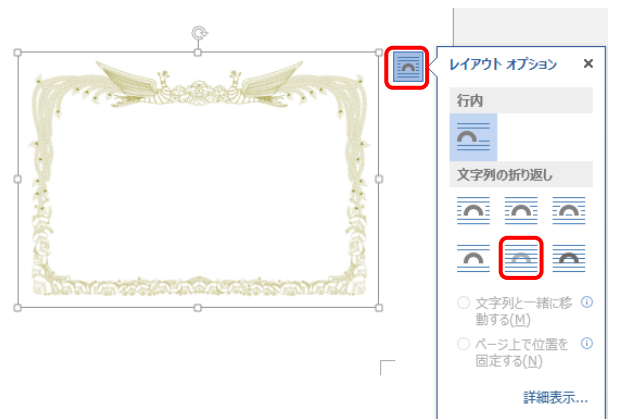 レイアウト オプション
行内
文字列の折り返し
文字列と一緒に移
動する(M)
ページ上で位置を
固定する(N)
詳細表示...